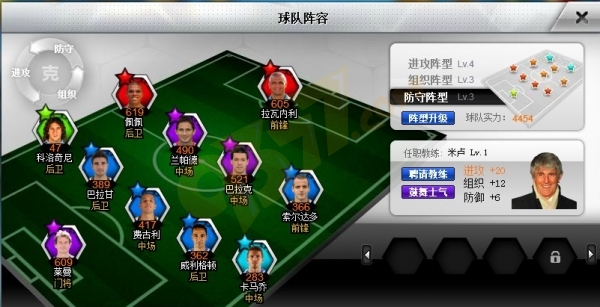 球队阵容
防守
进攻
克
组织
619
佩佩
后卫
605
拉瓦内利
前锋
47
科洛奇尼
后卫
490
兰帕德
中场
389
巴拉甘
后卫
521
巴拉克
中场
417
费古利
中场
366
索尔达多
前锋
609
莱曼
门将
362
威利格顿
后卫
283
卡马乔
中场
进攻阵型 Lv.4
组织阵型 Lv.3
防守阵型 Lv.3
阵型升级 球队实力: 4454
任职教练: 米卢 Lv.1
聘请教练 进攻 +20
组织 +12
鼓舞士气 防御 +6